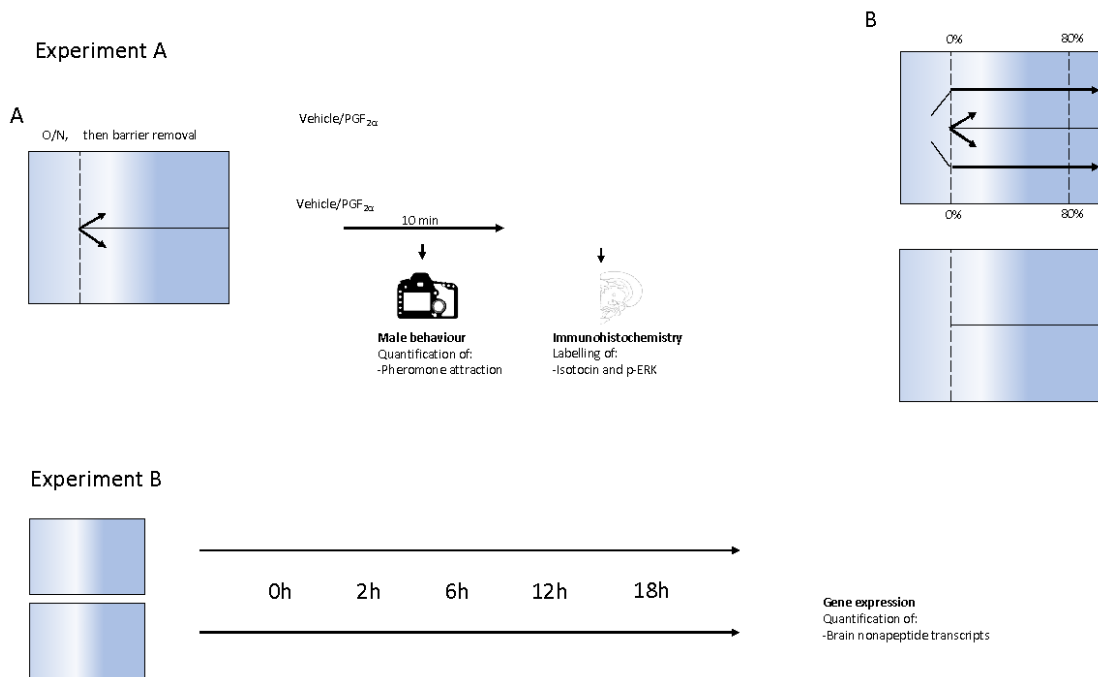 Experiment A
A
O/N, then barrier removal
Vehicle/PGF2α
Vehicle/PGF2α
10 min
Male behaviour
Quantification of:
-Pheromone attraction
Immunohistochemistry
Labelling of:
-Isotocin and p-ERK
B
0% 80%
0% 80%
Experiment B
0h 2h 6h 12h 18h
Gene expression
Quantification of:
-Brain nonapeptide transcripts